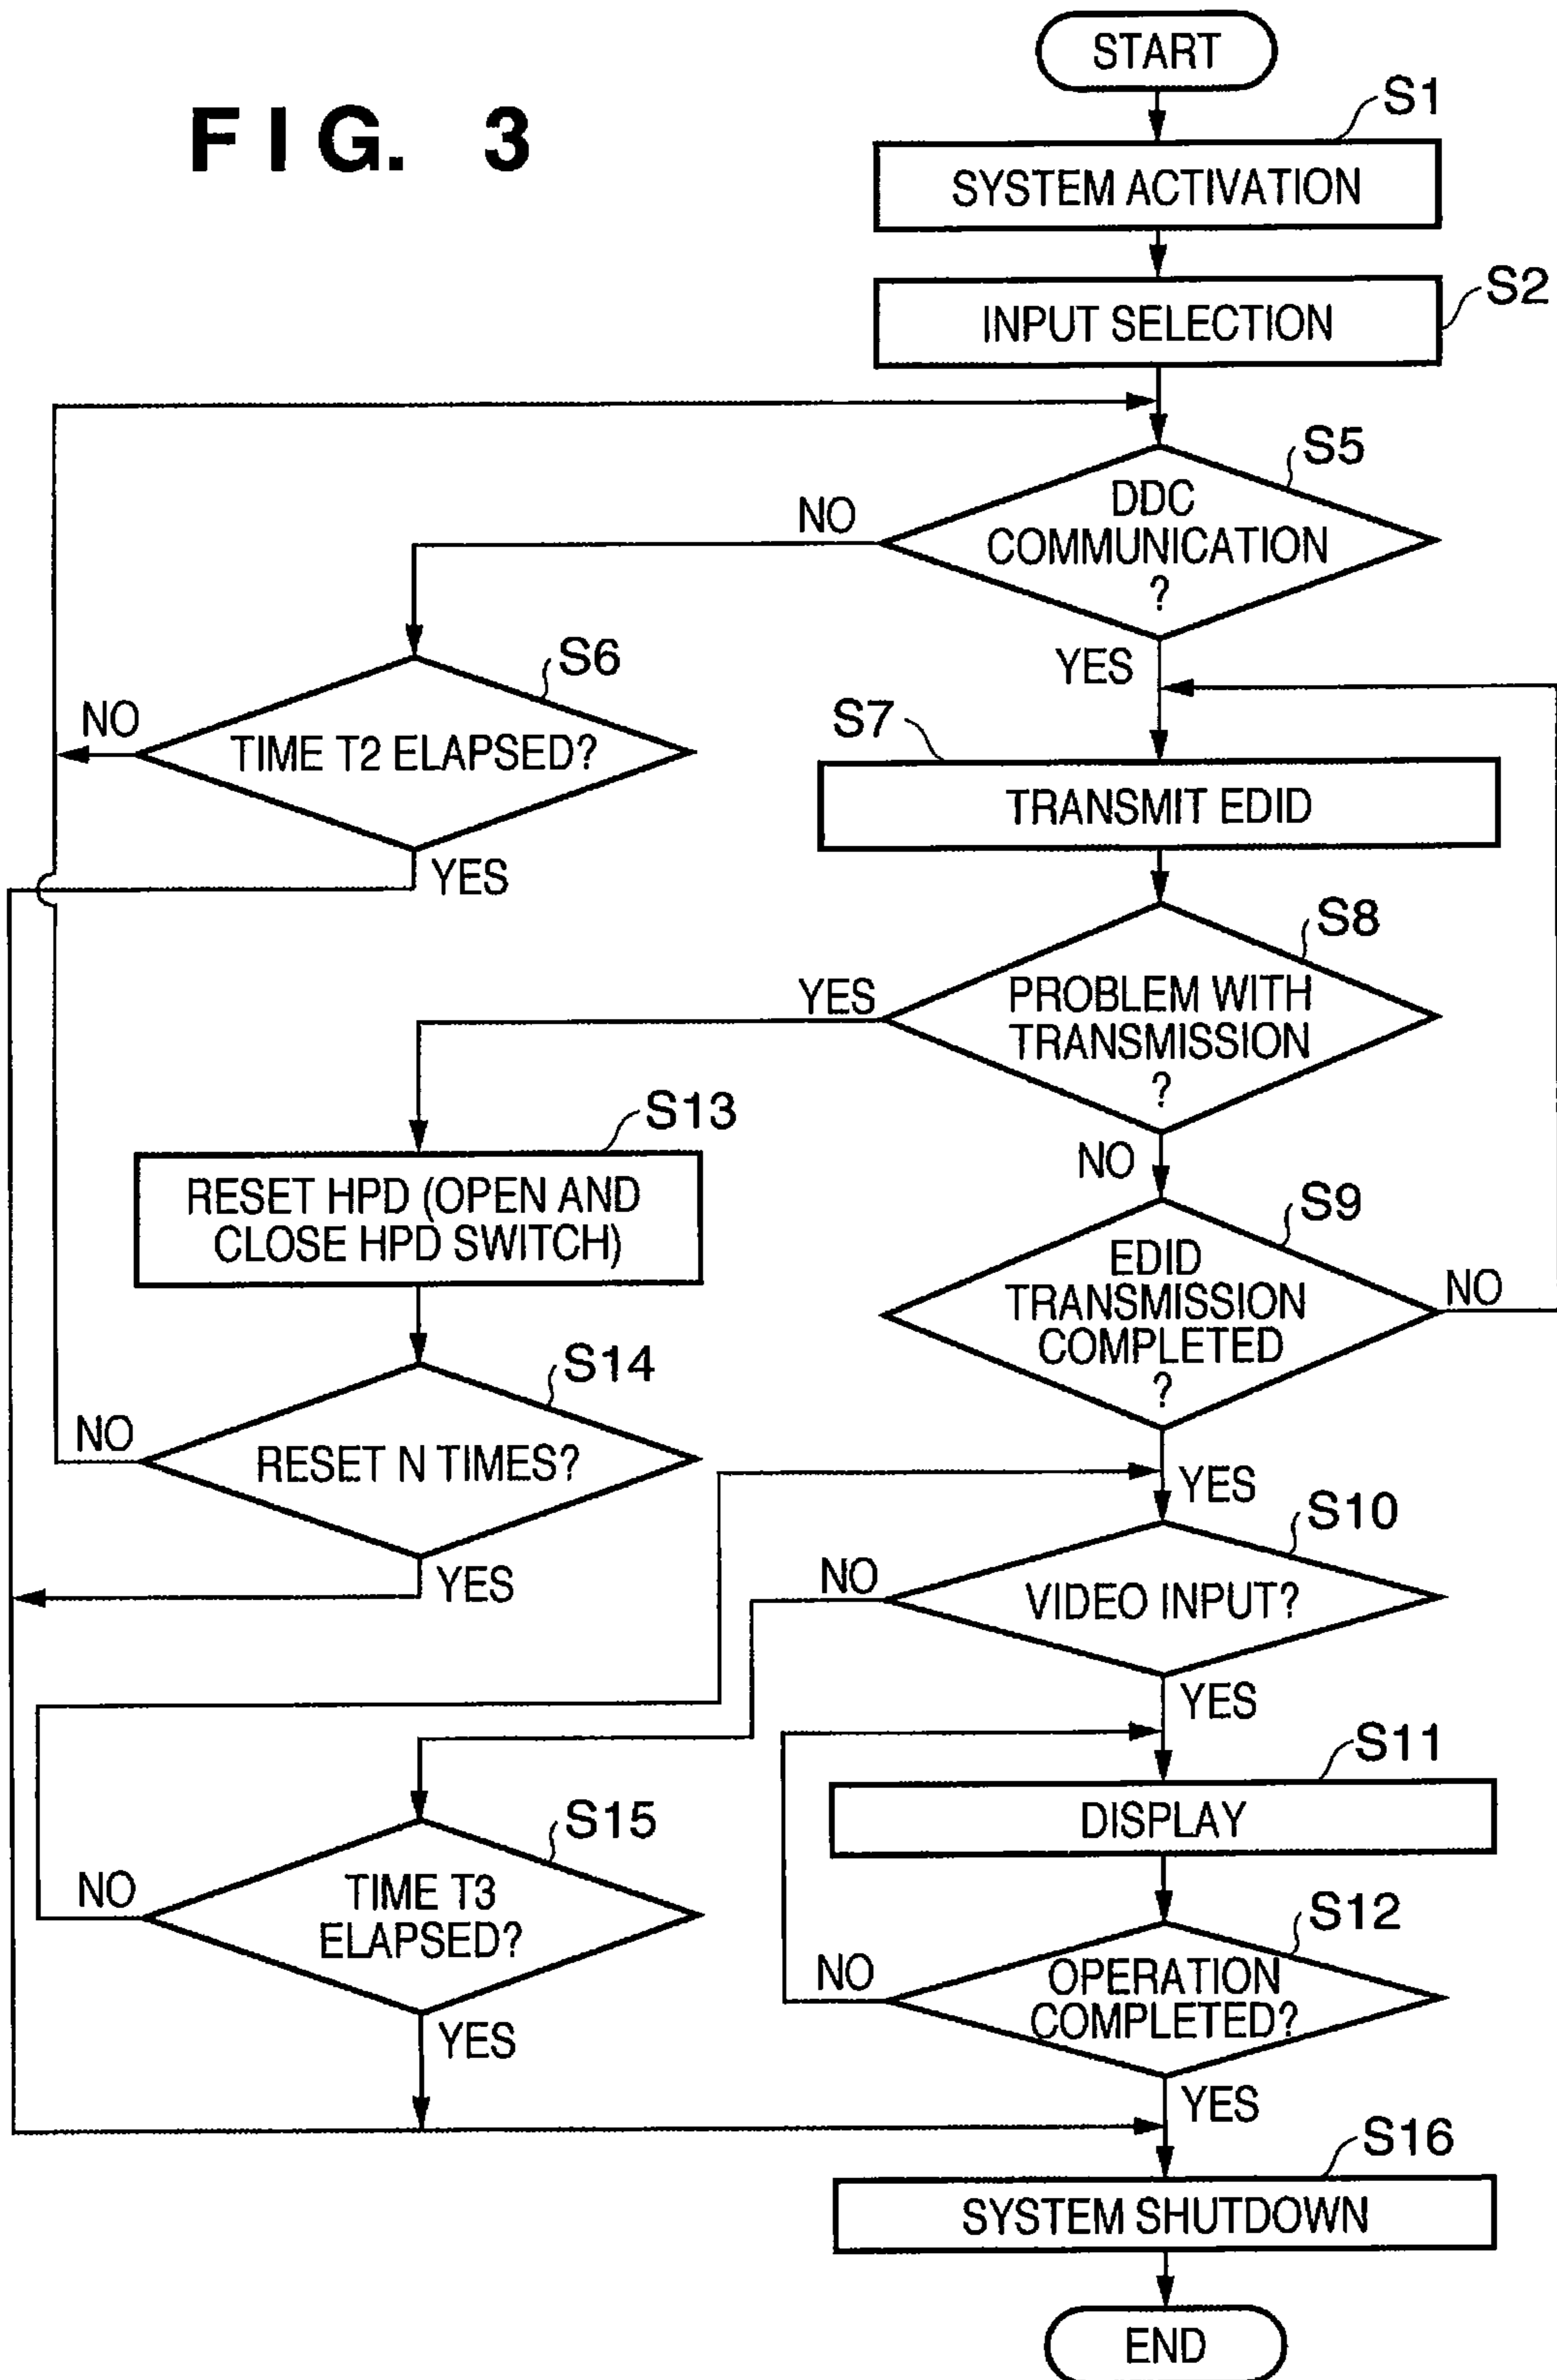 START
FIG. 3
S1
SYSTEM ACTIVATION
S2
INPUT SELECTION
S5
DDC
COMMUNICATION
?
NO
YES
S6
TIME T2 ELAPSED?
NO
YES
S7
TRANSMIT EDID
S8
PROBLEM WITH
TRANSMISSION
?
YES
NO
S13
RESET HPD (OPEN AND
CLOSE HPD SWITCH)
S9
EDID
TRANSMISSION
COMPLETED
?
NO
YES
S14
RESET N TIMES?
NO
YES
S10
VIDEO INPUT?
NO
YES
S11
DISPLAY
S15
TIME T3
ELAPSED?
NO
YES
S12
OPERATION
COMPLETED?
NO
YES
S16
SYSTEM SHUTDOWN
END